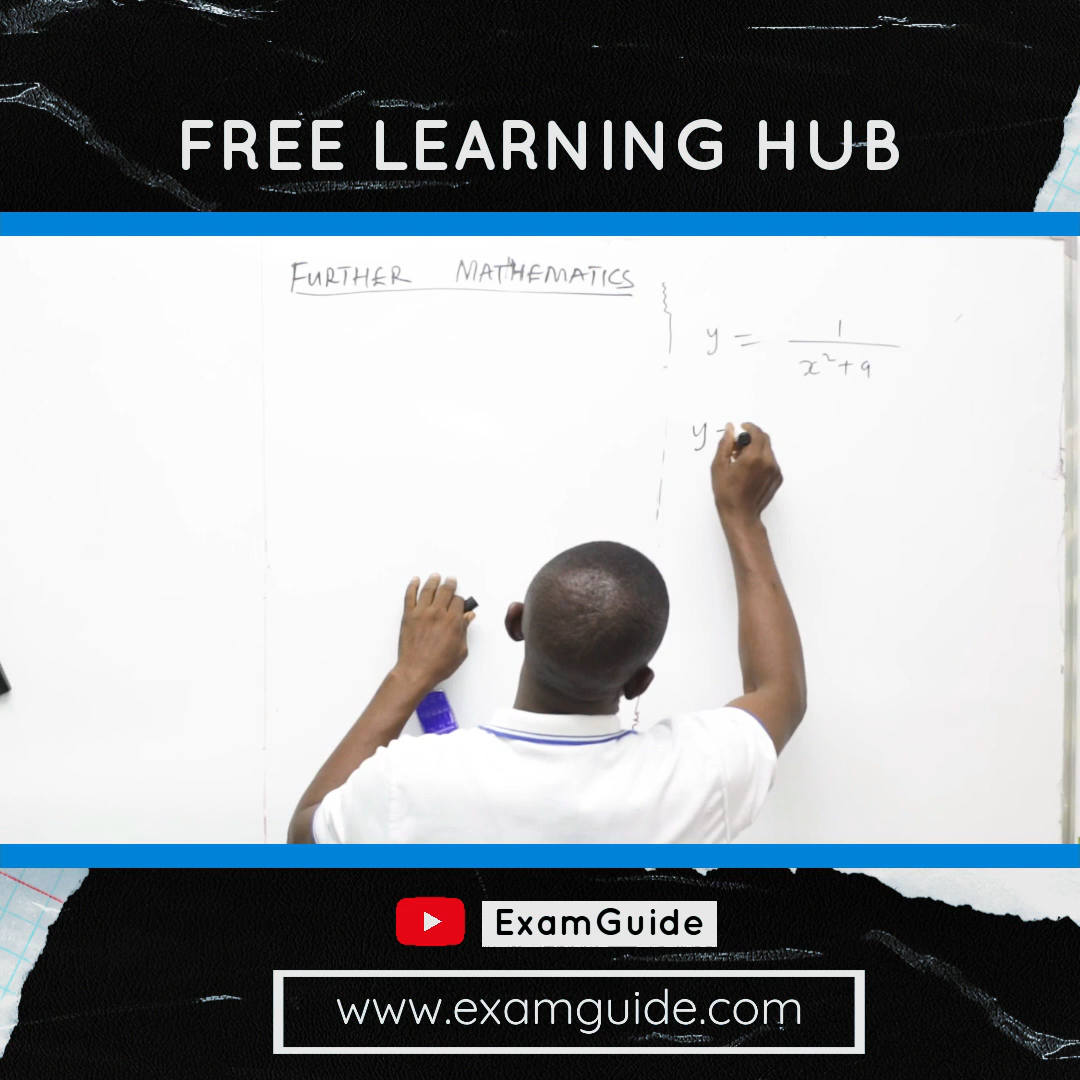 FREE LEARNING HUB
FURTHER MATHEMATICS
y = 1
x²+9
y
ExamGuide
www.examguide.com